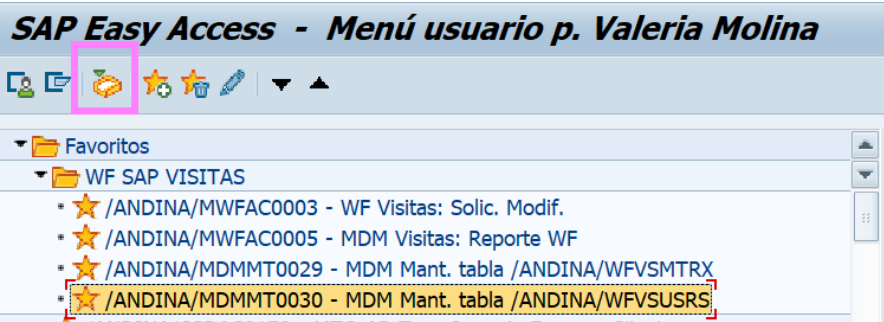 SAP Easy Access - Menú usuario p. Valeria Molina
Favoritos
WF SAP VISITAS
/ANDINA/MWFAC0003 - WF Visitas: Solic. Modif.
/ANDINA/MWFAC0005 - MDM Visitas: Reporte WF
/ANDINA/MDMMT0029 - MDM Mant. tabla /ANDINA/WFVSMTRX
/ANDINA/MDMMT0030 - MDM Mant. tabla /ANDINA/WFVSUSRS